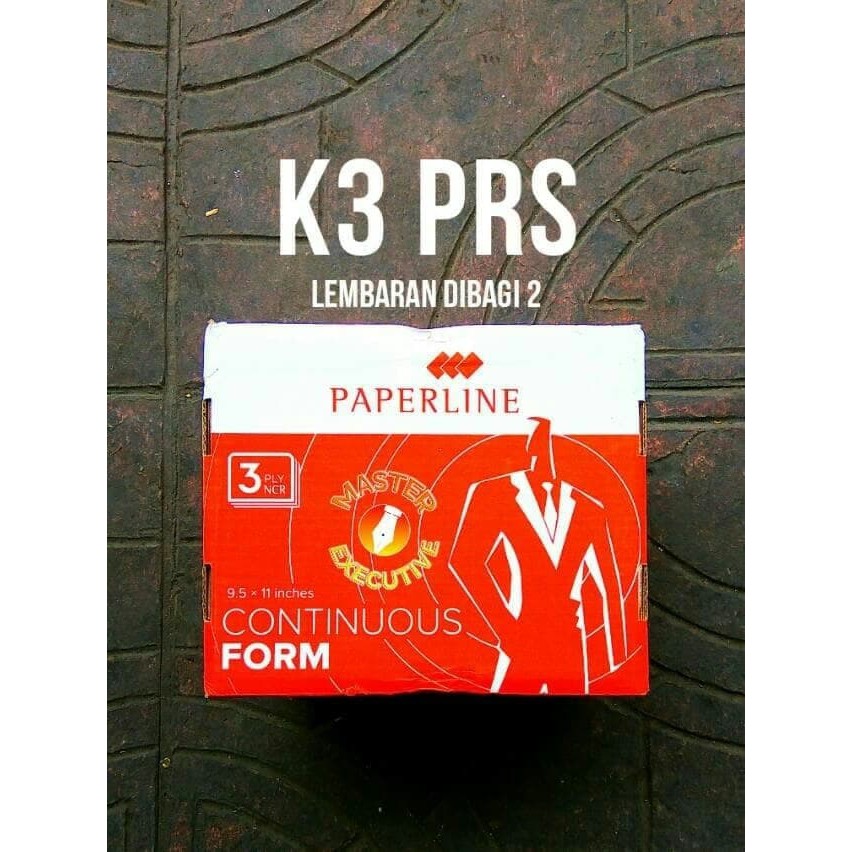 K3 PRS
LEMBARAN DIBAGI 2
PAPERLINE
3 PLY
NCR
MASTER
EXECUTIVE
9.5 × 11 inches
CONTINUOUS
FORM